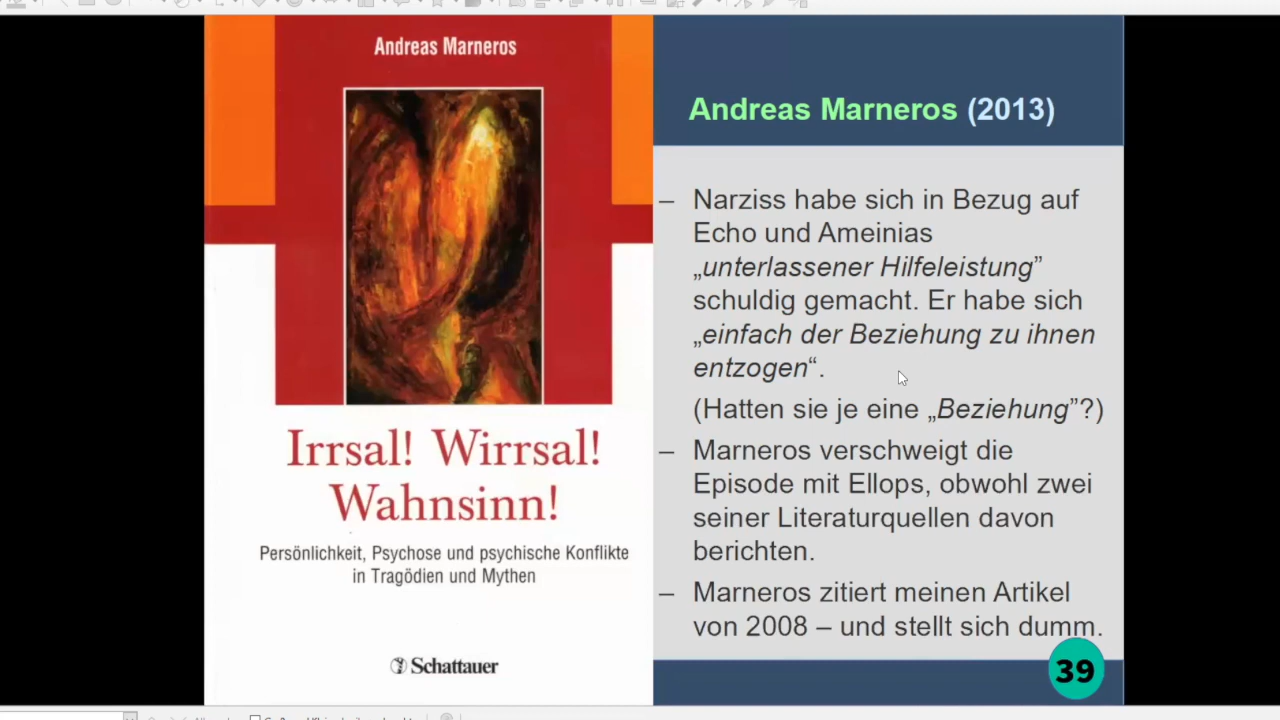 Andreas Marneros
Irrsal! Wirrsal!
Wahnsinn!
Persönlichkeit, Psychose und psychische Konflikte
in Tragödien und Mythen
Schattauer
Andreas Marneros (2013)
– Narziss habe sich in Bezug auf
Echo und Ameinias
„unterlassener Hilfeleistung”
schuldig gemacht. Er habe sich
„einfach der Beziehung zu ihnen
entzogen“.
(Hatten sie je eine „Beziehung”?)
– Marneros verschweigt die
Episode mit Ellops, obwohl zwei
seiner Literaturquellen davon
berichten.
– Marneros zitiert meinen Artikel
von 2008 – und stellt sich dumm.
39